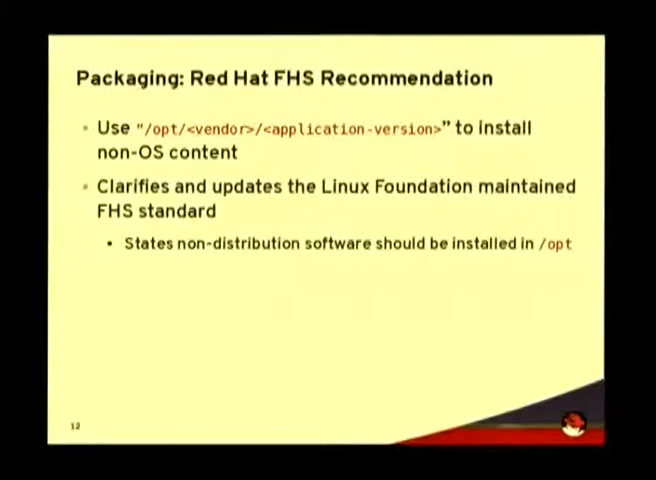 Packaging: Red Hat FHS Recommendation
Use "/opt/<vendor>/<application-version>" to install
non-OS content
Clarifies and updates the Linux Foundation maintained
FHS standard
States non-distribution software should be installed in /opt
12